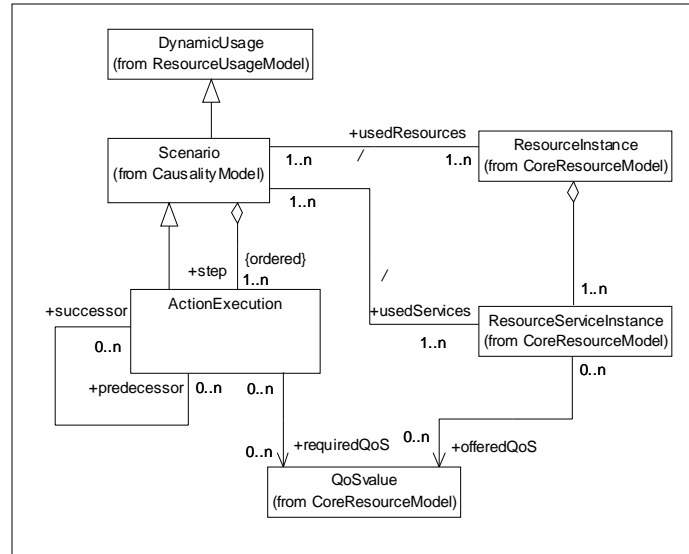 DynamicUsage
(from ResourceUsageModel)
+usedResources
Scenario
(from CausalityModel)
1..n
/
1..n
ResourceInstance
(from CoreResourceModel)
1..n
{ordered}
+step
1..n
/
1..n
+successor
ActionExecution
+usedServices
ResourceServiceInstance
(from CoreResourceModel)
0..n
1..n
0..n
+predecessor
0..n
0..n
0..n
+requiredQoS
0..n
+offeredQoS
QoSvalue
(from CoreResourceModel)